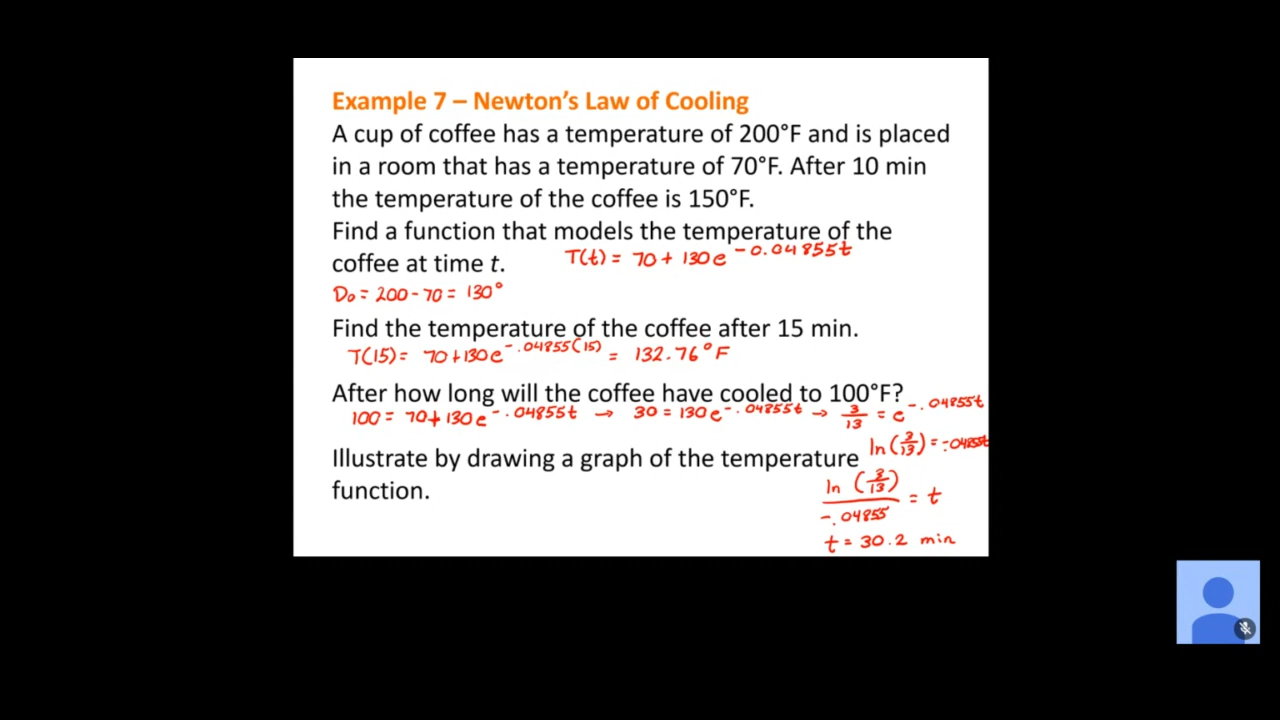 Example 7 – Newton's Law of Cooling
A cup of coffee has a temperature of 200°F and is placed
in a room that has a temperature of 70°F. After 10 min
the temperature of the coffee is 150°F.
Find a function that models the temperature of the
coffee at time t.
T(t) = 70 + 130e^-0.04855t
D₀ = 200 - 70 = 130°
Find the temperature of the coffee after 15 min.
T(15) = 70 + 130e^-.04855(15) = 132.76°F
After how long will the coffee have cooled to 100°F?
100 = 70 + 130e^-.04855t → 30 = 130e^-.04855t → 3/13 = e^-.04855t
ln(3/13) = -.04855t
Illustrate by drawing a graph of the temperature
function.
ln (3/13) / -.04855 = t
t = 30.2 min